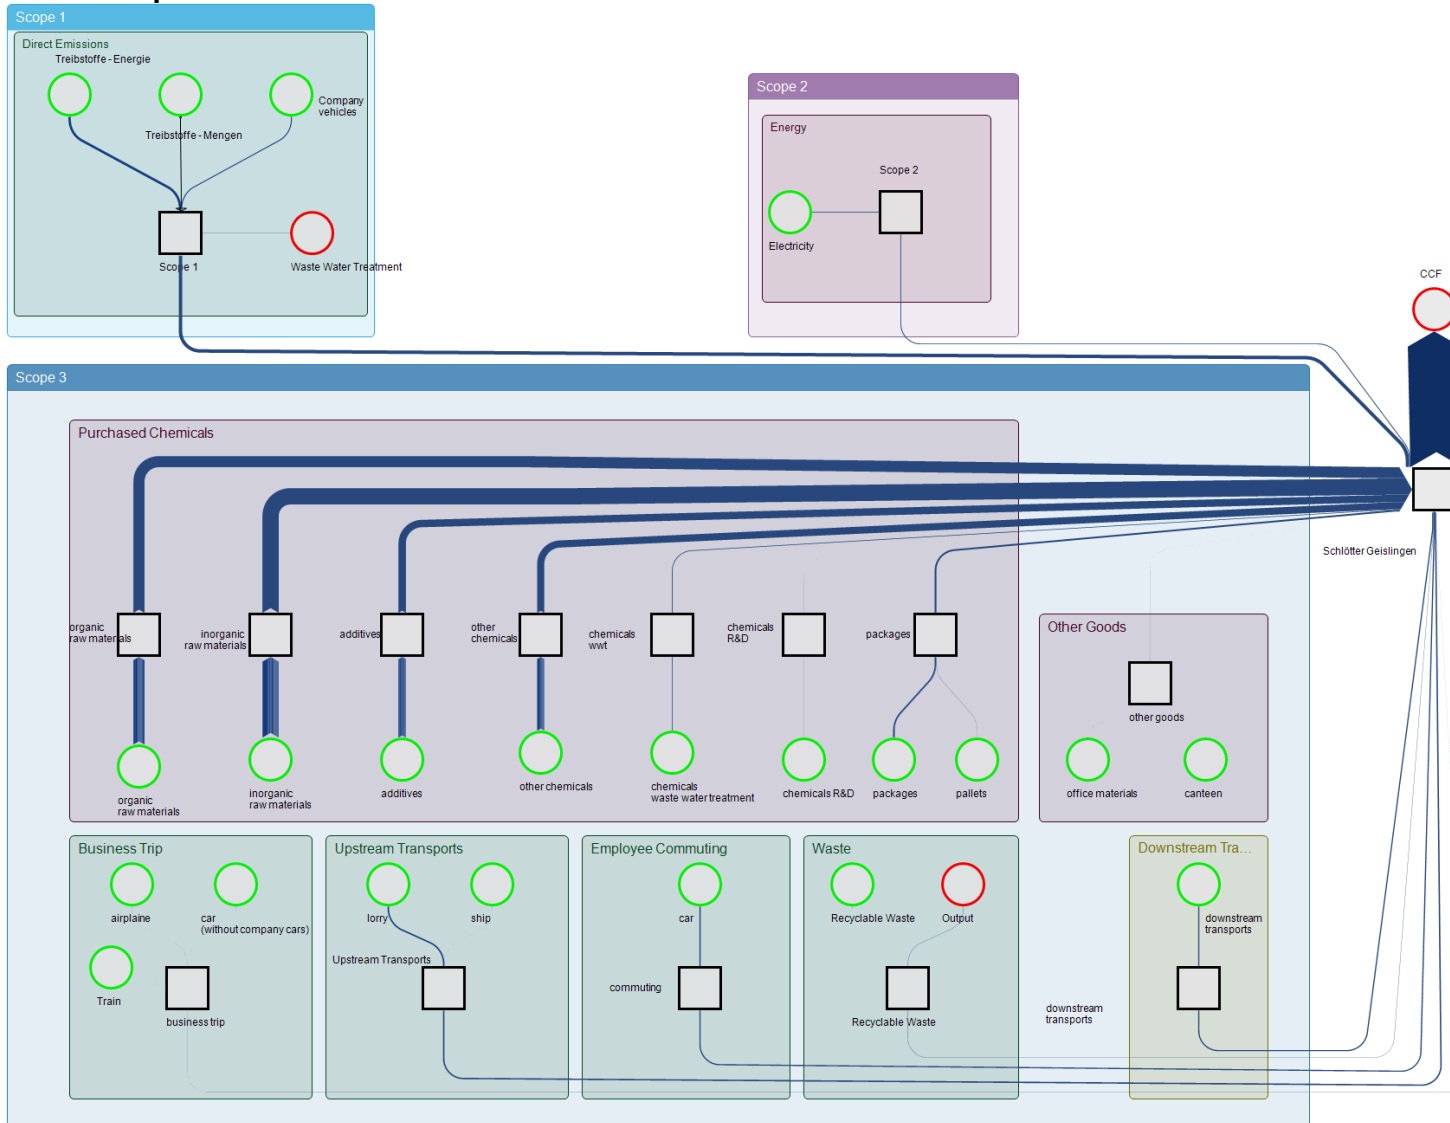 Scope 1
Direct Emissions
Treibstoffe - Energie
Company
vehicles
Treibstoffe - Mengen
Scope 1
Waste Water Treatment
Scope 2
Energy
Scope 2
Electricity
CCF
Scope 3
Purchased Chemicals
Schlötter Geislingen
organic
raw materials
inorganic
raw materials
additives
other
chemicals
chemicals
wwt
chemicals
R&D
packages
organic
raw materials
inorganic
raw materials
additives
other chemicals
chemicals
waste water treatment
chemicals R&D
packages
pallets
Other Goods
other goods
office materials
canteen
Business Trip
airplaine
car
(without company cars)
Train
business trip
Upstream Transports
lorry
ship
Upstream Transports
Employee Commuting
car
commuting
Waste
Recyclable Waste
Output
Recyclable Waste
downstream
transports
Downstream Tra...
downstream
transports